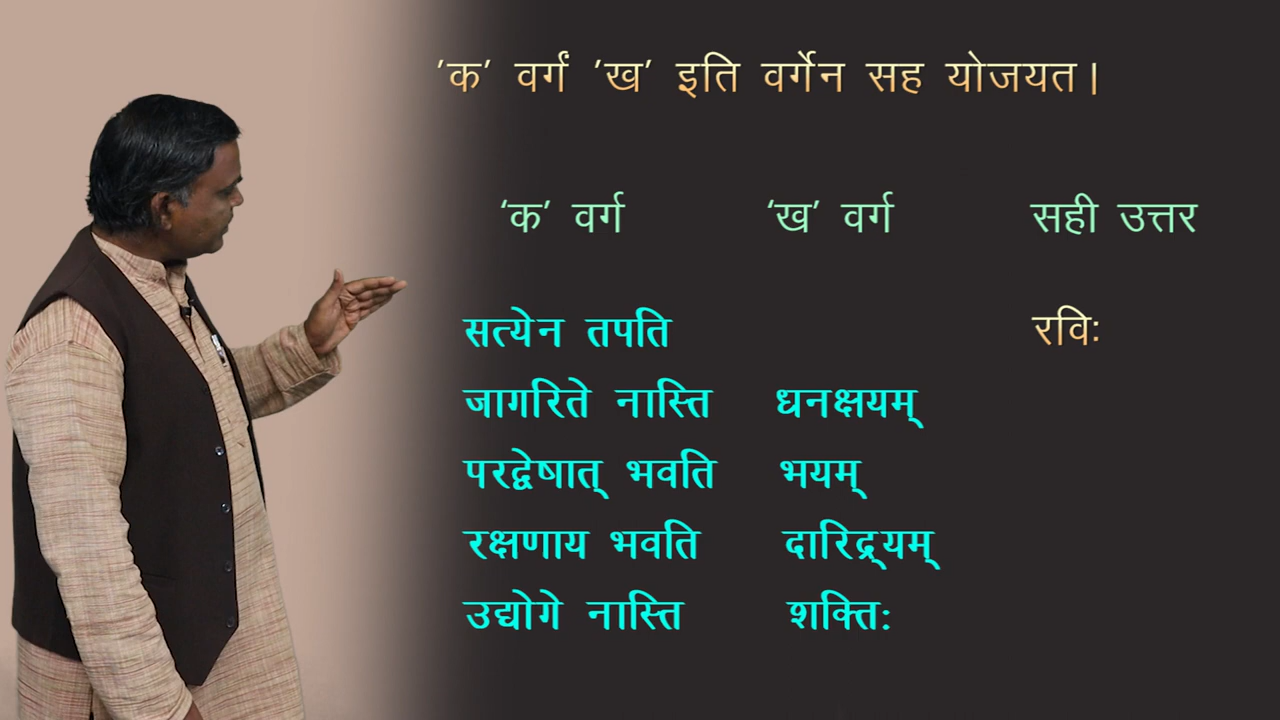 'क' वर्गं 'ख' इति वर्गेन सह योजयत।
'क' वर्ग 'ख' वर्ग सही उत्तर
सत्येन तपति रविः
जागरिते नास्ति धनक्षयम्
परद्वेषात् भवति भयम्
रक्षणाय भवति दारिद्र्यम्
उद्योगे नास्ति शक्तिः